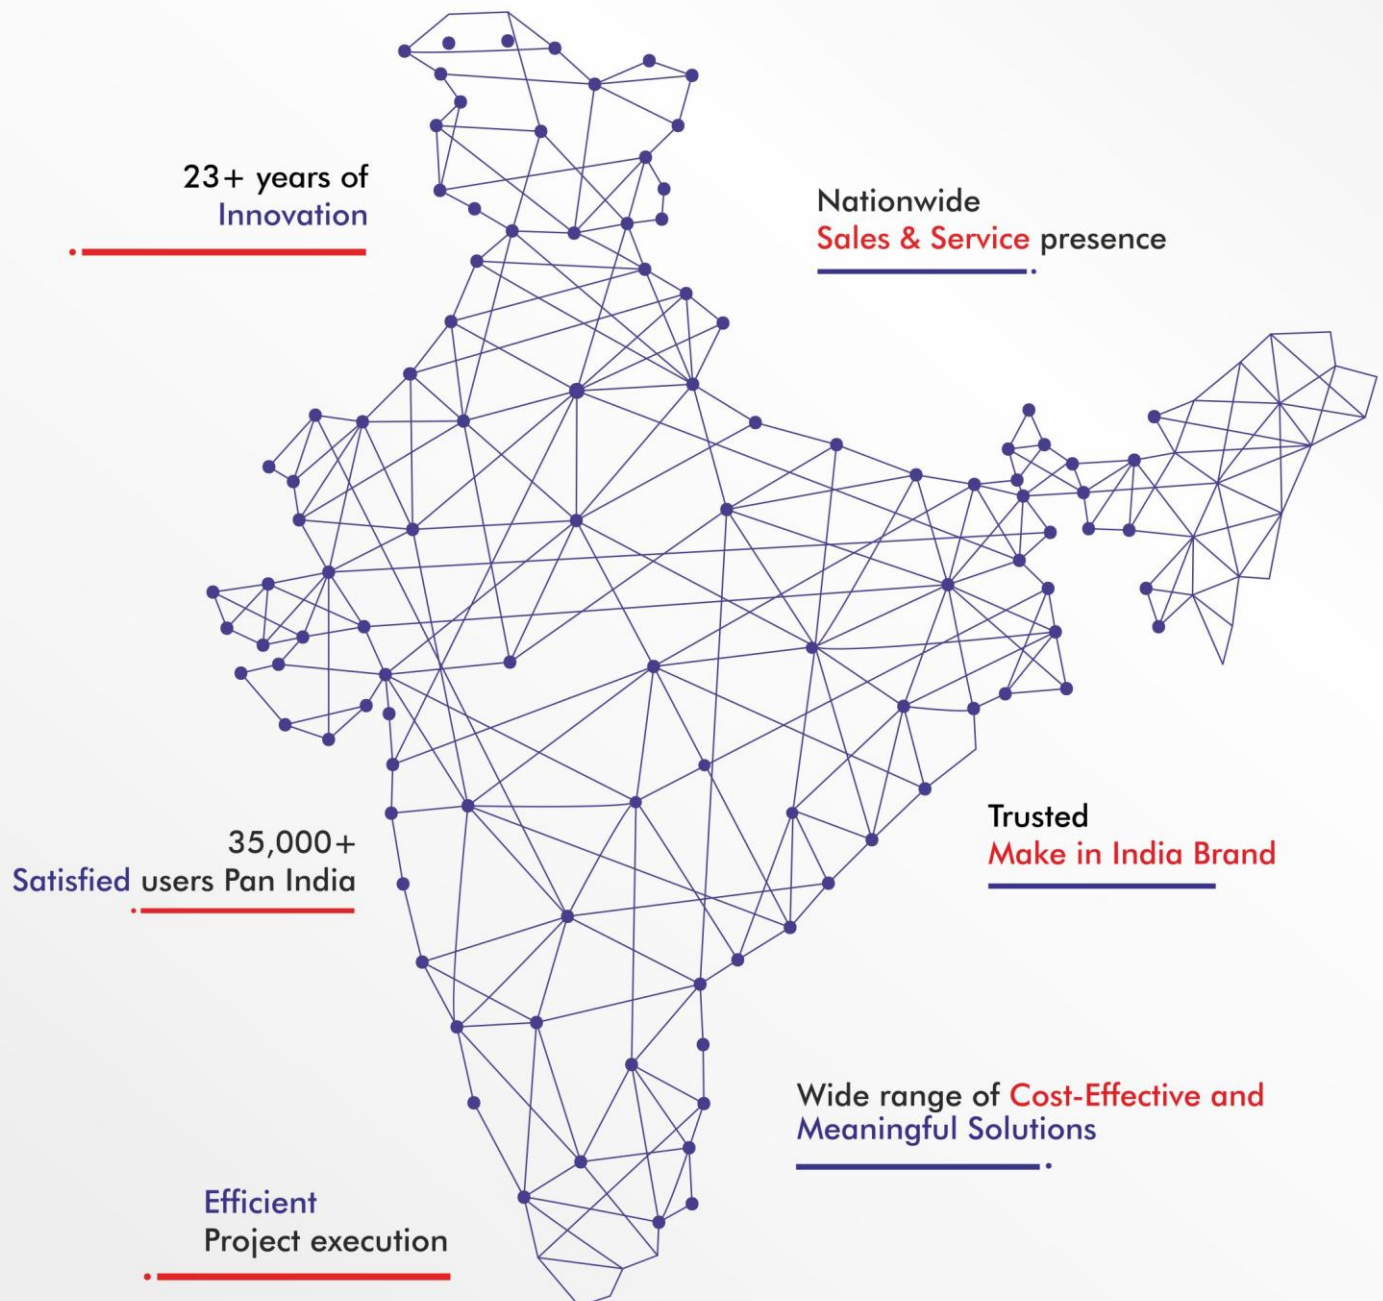 23+ years of
Innovation
Nationwide
Sales & Service presence
35,000+
Satisfied users Pan India
Trusted
Make in India Brand
Wide range of Cost-Effective and
Meaningful Solutions
Efficient
Project execution